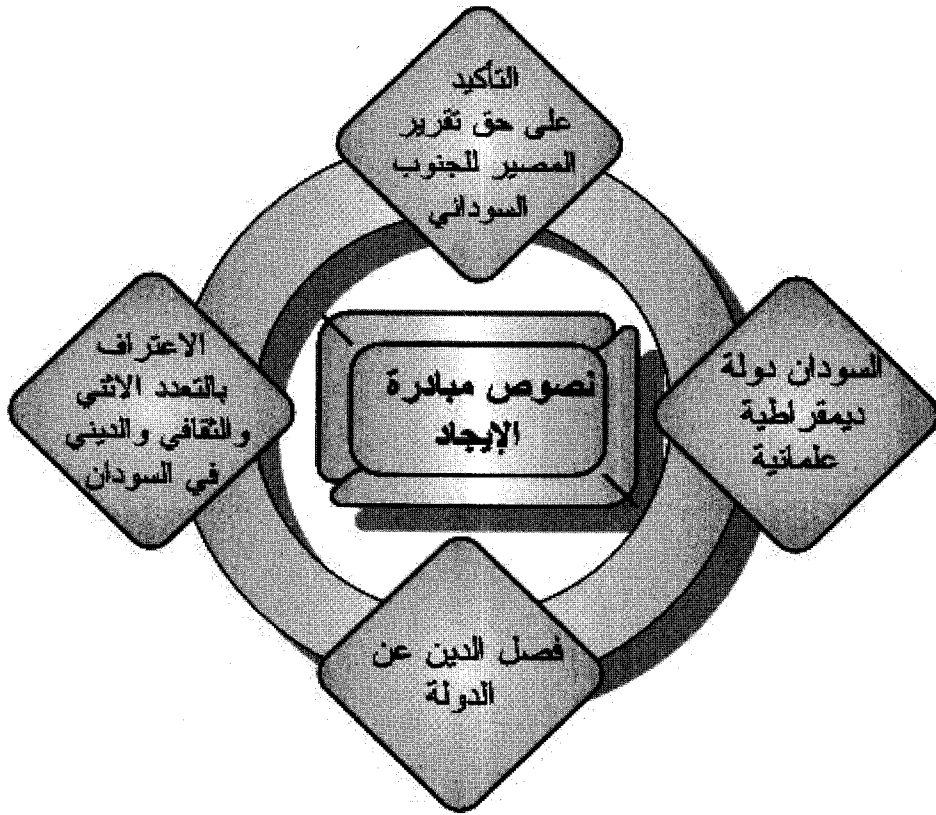 التأكيد
على حق تقرير
المصير للجنوب
السوداني
السودان دولة
ديمقراطية
علمانية
نصوص مبادرة
الإيجاد
الاعتراف
بالتعدد الاثني
والثقافي والديني
في السودان
فصل الدين عن
الدولة